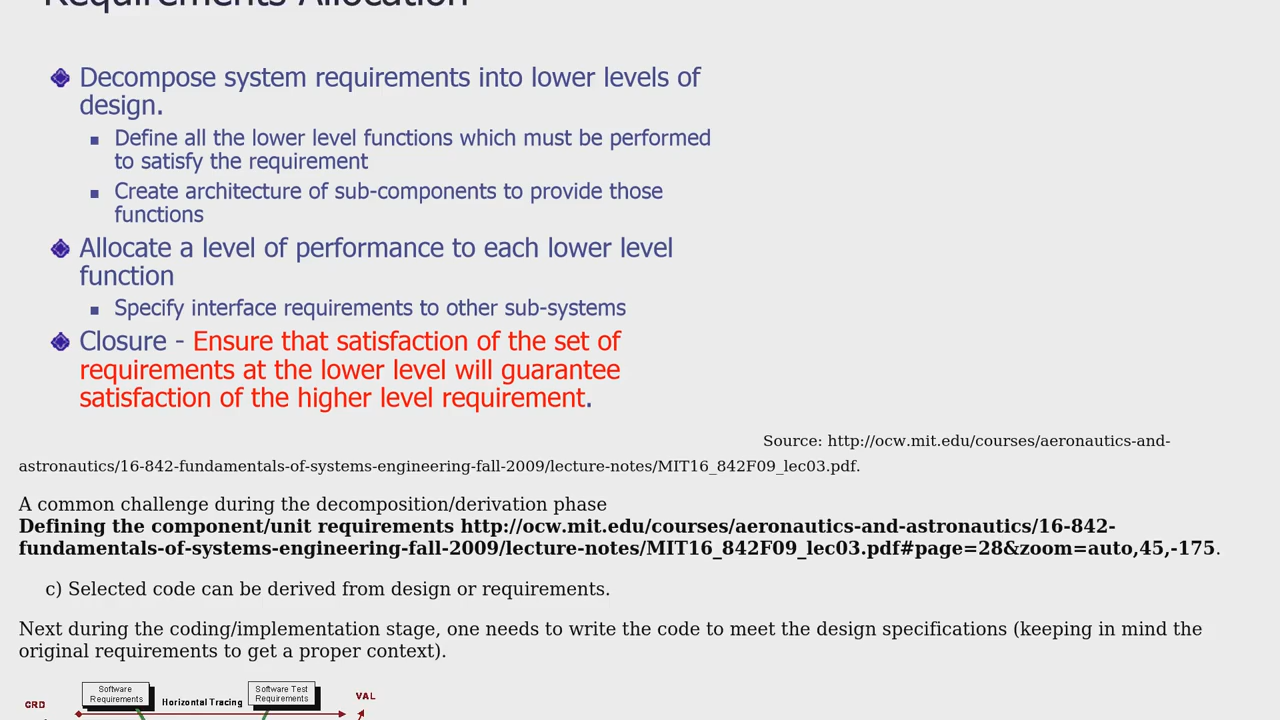 Requirements Allocation
Decompose system requirements into lower levels of
design.
Define all the lower level functions which must be performed
to satisfy the requirement
Create architecture of sub-components to provide those
functions
Allocate a level of performance to each lower level
function
Specify interface requirements to other sub-systems
Closure - Ensure that satisfaction of the set of
requirements at the lower level will guarantee
satisfaction of the higher level requirement.
Source: http://ocw.mit.edu/courses/aeronautics-and-
astronautics/16-842-fundamentals-of-systems-engineering-fall-2009/lecture-notes/MIT16_842F09_lec03.pdf.
A common challenge during the decomposition/derivation phase
Defining the component/unit requirements http://ocw.mit.edu/courses/aeronautics-and-astronautics/16-842-
fundamentals-of-systems-engineering-fall-2009/lecture-notes/MIT16_842F09_lec03.pdf#page=28&zoom=auto,45,-175.
c) Selected code can be derived from design or requirements.
Next during the coding/implementation stage, one needs to write the code to meet the design specifications (keeping in mind the
original requirements to get a proper context).
Software
Requirements
Horizontal Tracing
Software Test
Requirements
VAL
CRD